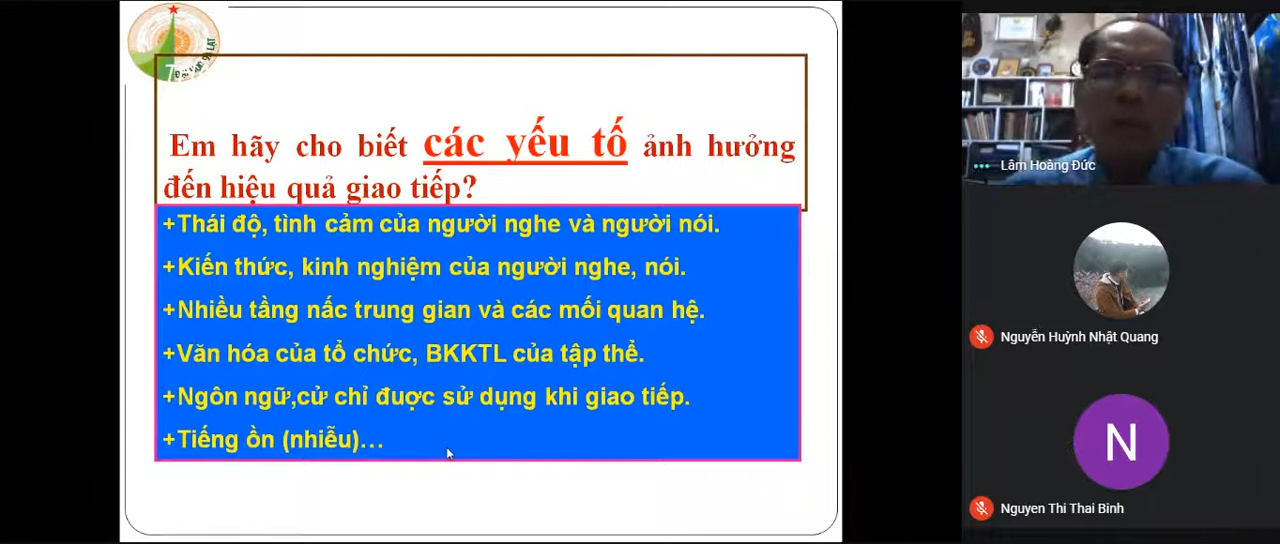 Em hãy cho biết các yếu tố ảnh hưởng
đến hiệu quả giao tiếp?
+Thái độ, tình cảm của người nghe và người nói.
+Kiến thức, kinh nghiệm của người nghe, nói.
+Nhiều tầng nấc trung gian và các mối quan hệ.
+Văn hóa của tổ chức, BKKTL của tập thể.
+Ngôn ngữ,cử chỉ đuợc sử dụng khi giao tiếp.
+Tiếng ồn (nhiễu)…
Lâm Hoàng Đức
Nguyễn Huỳnh Nhật Quang
N
Nguyen Thi Thai Binh